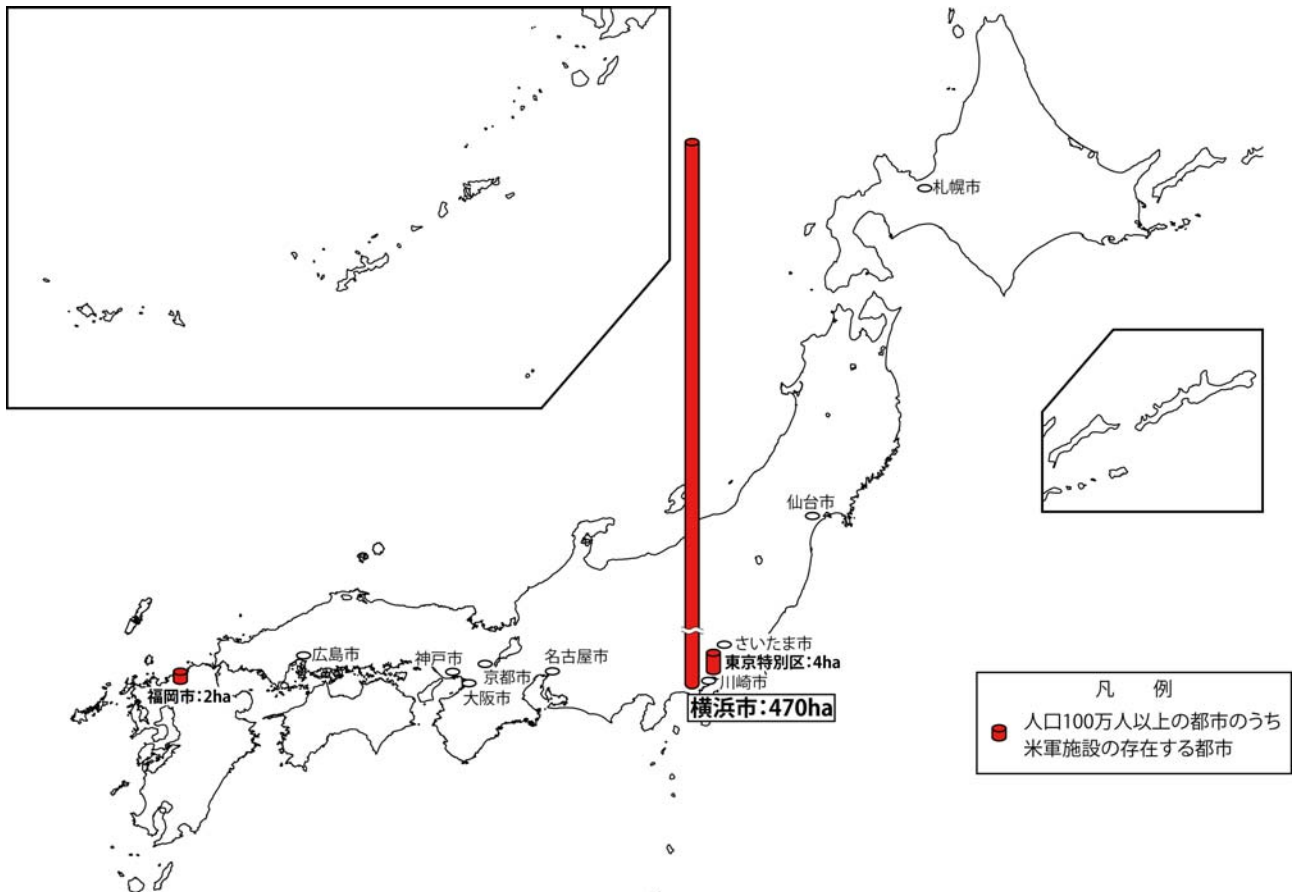 札幌市
仙台市
さいたま市
東京特別区:4ha
川崎市
横浜市:470ha
名古屋市
京都市
大阪市
神戸市
広島市
福岡市:2ha
凡 例
人口100万人以上の都市のうち
米軍施設の存在する都市